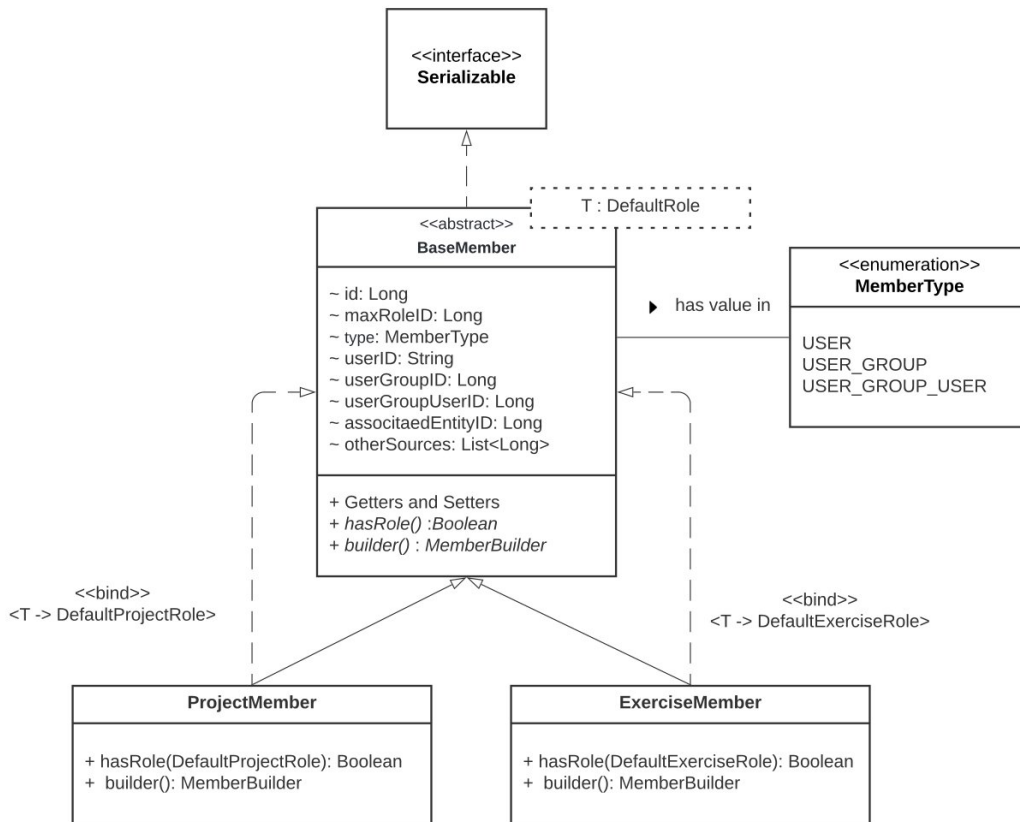 <<interface>>
Serializable
T : DefaultRole
<<abstract>>
BaseMember
~ id: Long
~ maxRoleID: Long
~ type: MemberType
~ userID: String
~ userGroupID: Long
~ userGroupUserID: Long
~ associtaedEntityID: Long
~ otherSources: List<Long>
+ Getters and Setters
+ hasRole() :Boolean
+ builder() : MemberBuilder
has value in
<<enumeration>>
MemberType
USER
USER_GROUP
USER_GROUP_USER
<<bind>>
<T -> DefaultProjectRole>
<<bind>>
<T -> DefaultExerciseRole>
ProjectMember
+ hasRole(DefaultProjectRole): Boolean
+ builder(): MemberBuilder
ExerciseMember
+ hasRole(DefaultExerciseRole): Boolean
+ builder(): MemberBuilder